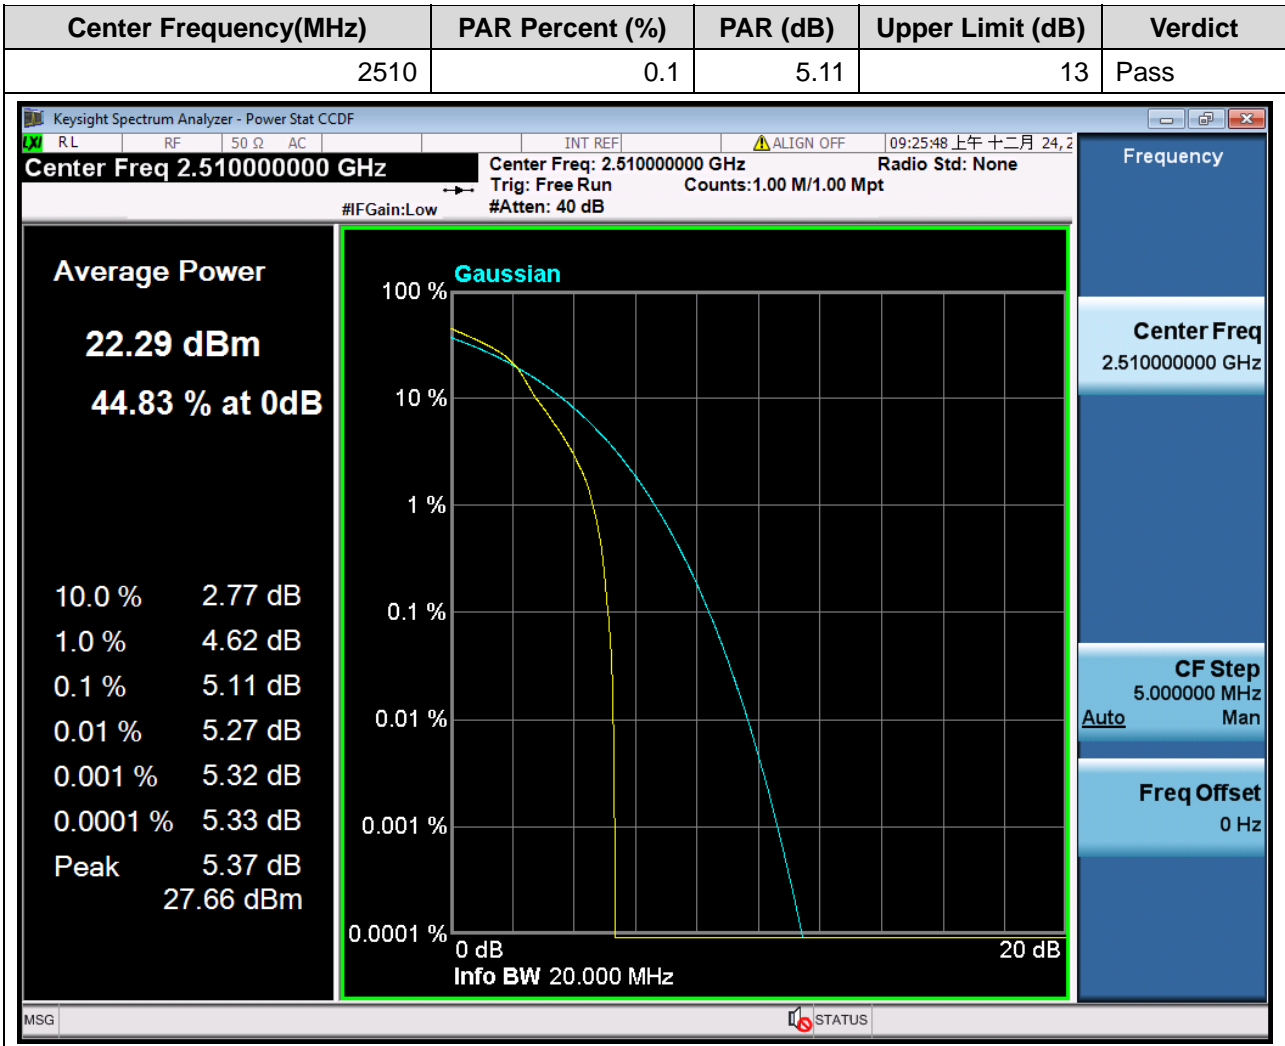 Center Frequency(MHz) PAR Percent (%) PAR (dB) Upper Limit (dB) Verdict
2510 0.1 5.11 13 Pass
Keysight Spectrum Analyzer - Power Stat CCDF
LXI RL RF 50 Ω AC INT REF ALIGN OFF 09:25:48 上午 十二月 24, 2
Center Freq 2.510000000 GHz
#IFGain:Low
Center Freq: 2.510000000 GHz Radio Std: None
Trig: Free Run Counts:1.00 M/1.00 Mpt
#Atten: 40 dB
Average Power
22.29 dBm
44.83 % at 0dB
10.0 % 2.77 dB
1.0 % 4.62 dB
0.1 % 5.11 dB
0.01 % 5.27 dB
0.001 % 5.32 dB
0.0001 % 5.33 dB
Peak 5.37 dB
27.66 dBm
Gaussian
100 %
10 %
1 %
0.1 %
0.01 %
0.001 %
0.0001 %
0 dB 20 dB
Info BW 20.000 MHz
Frequency
Center Freq
2.510000000 GHz
CF Step
5.000000 MHz
Auto Man
Freq Offset
0 Hz
MSG STATUS